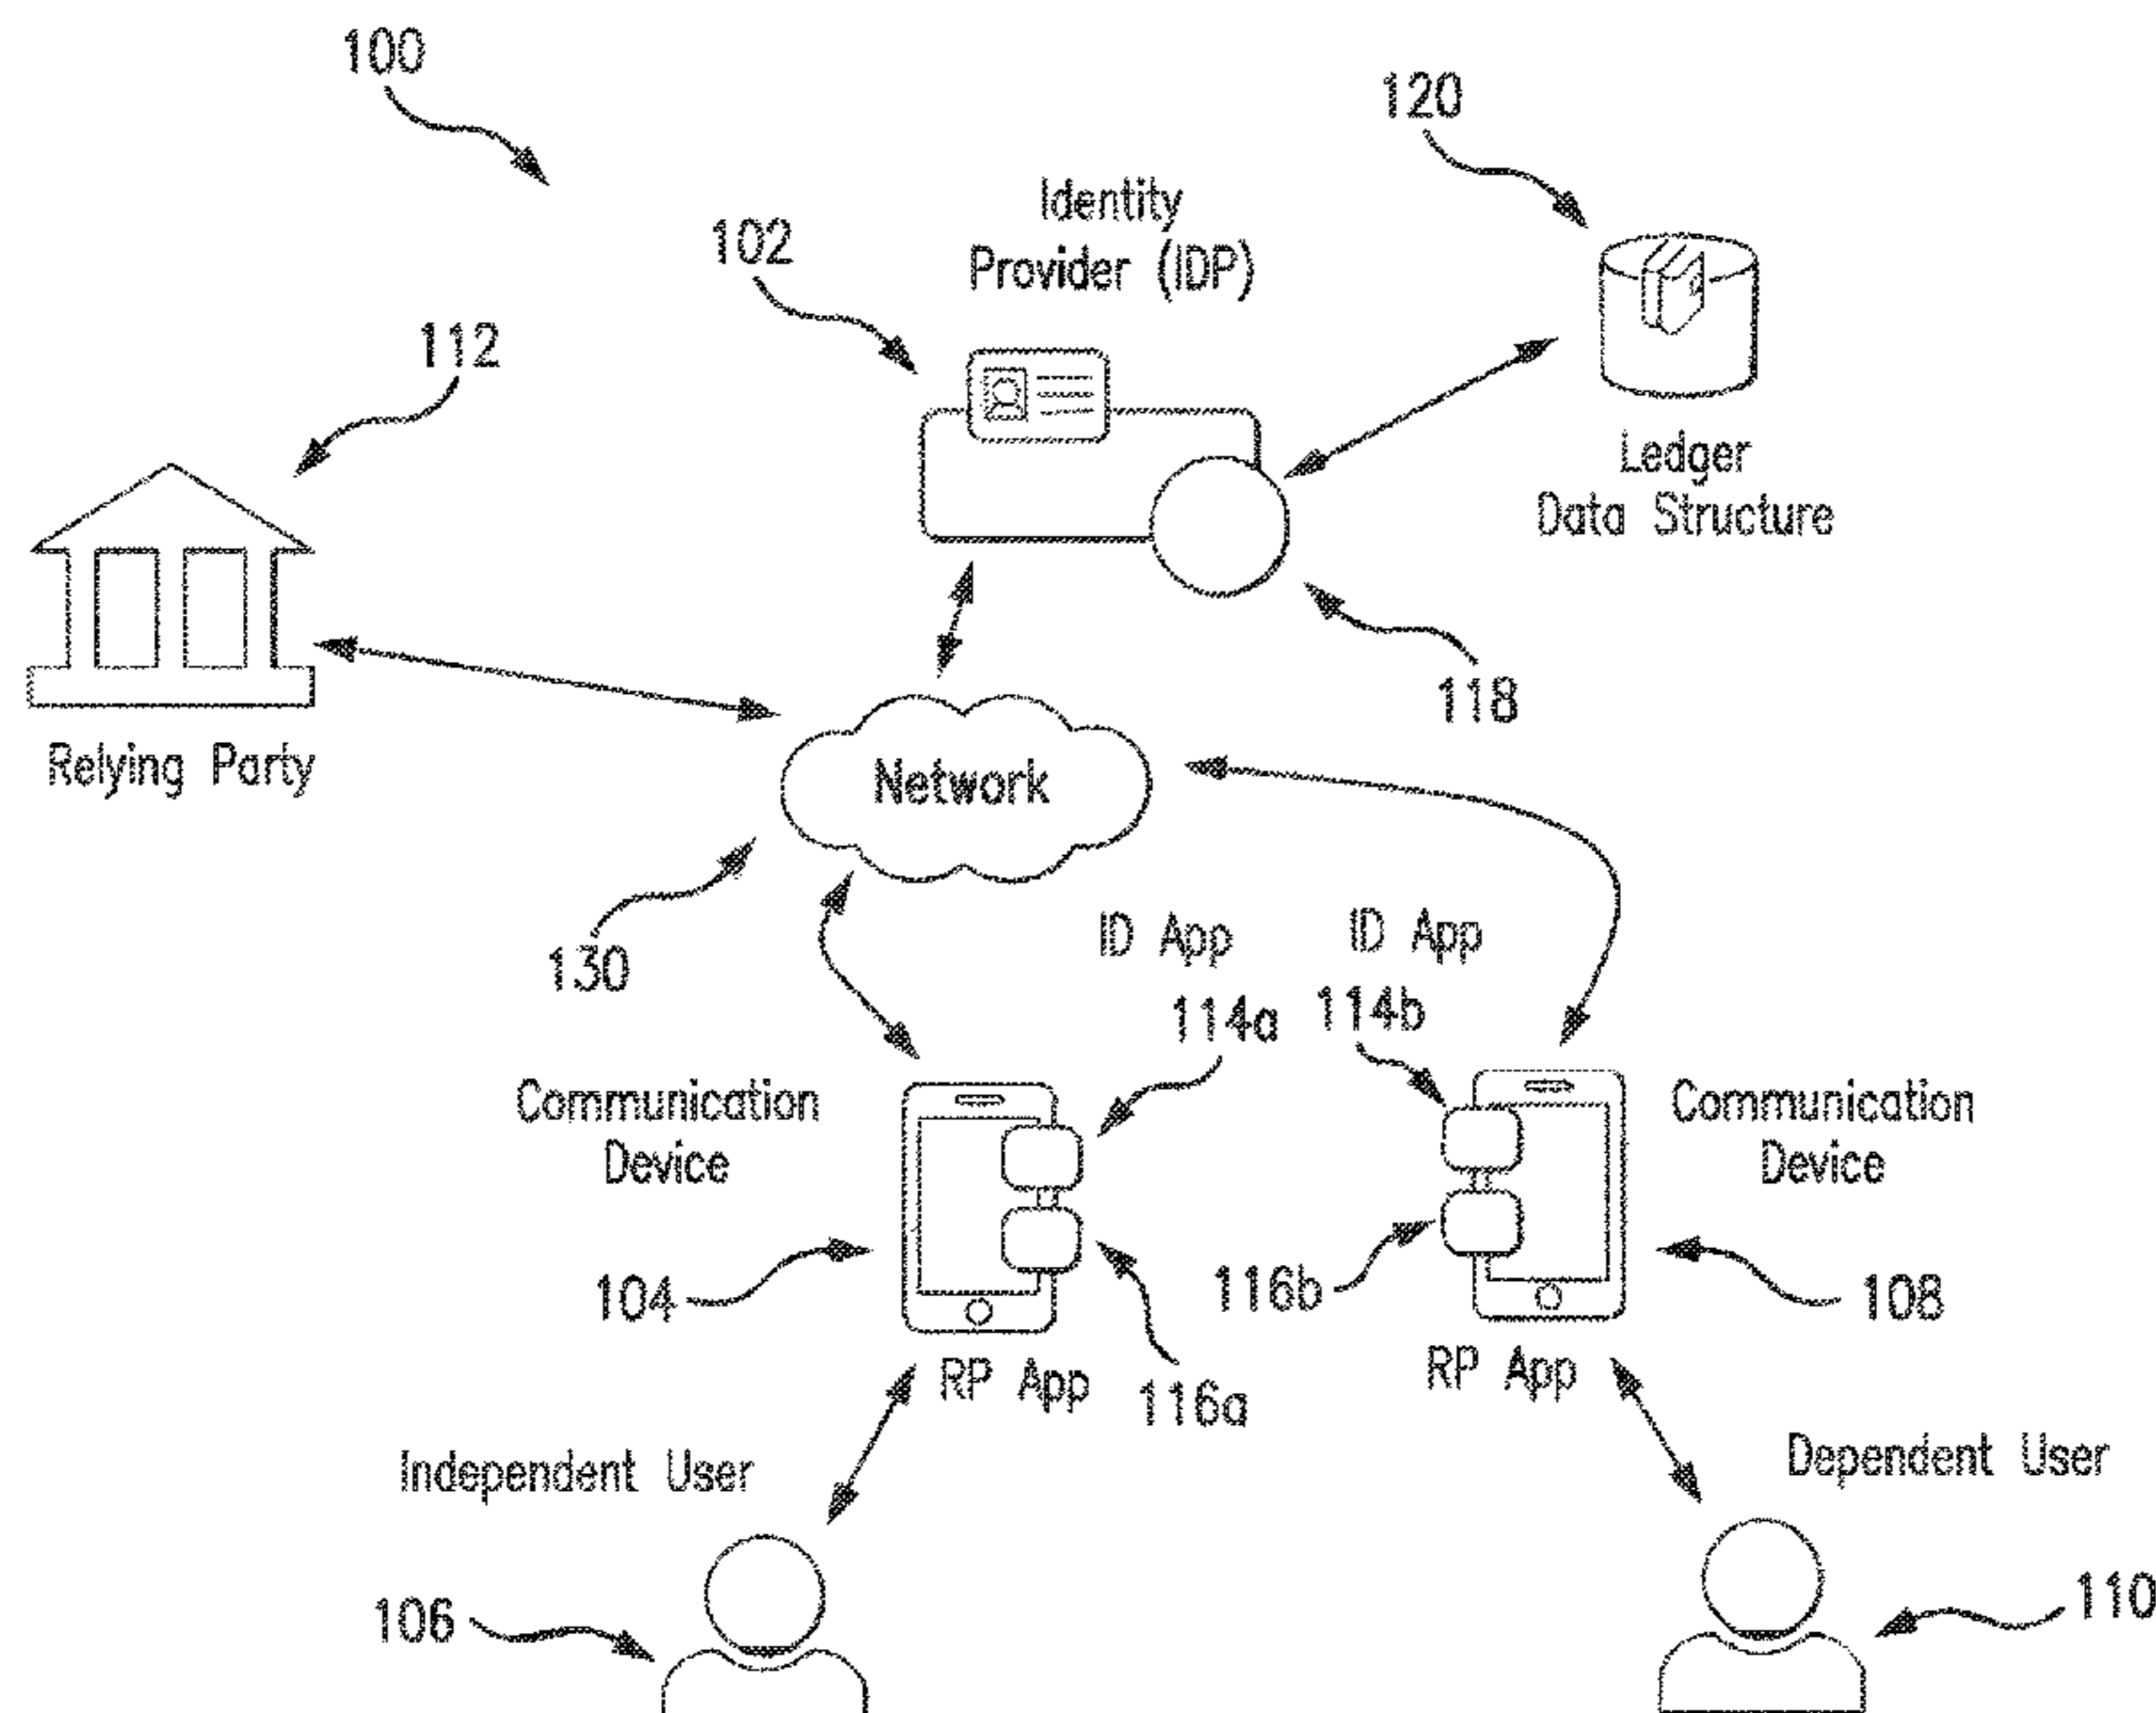 100
120
Identity
Provider (IDP)
102
112
Ledger
Data Structure
118
Relying Party
Network
130
ID App
114a
ID App
114b
Communication
Device
Communication
Device
104
116b
108
RP App
116a
RP App
Independent User
Dependent User
106
110